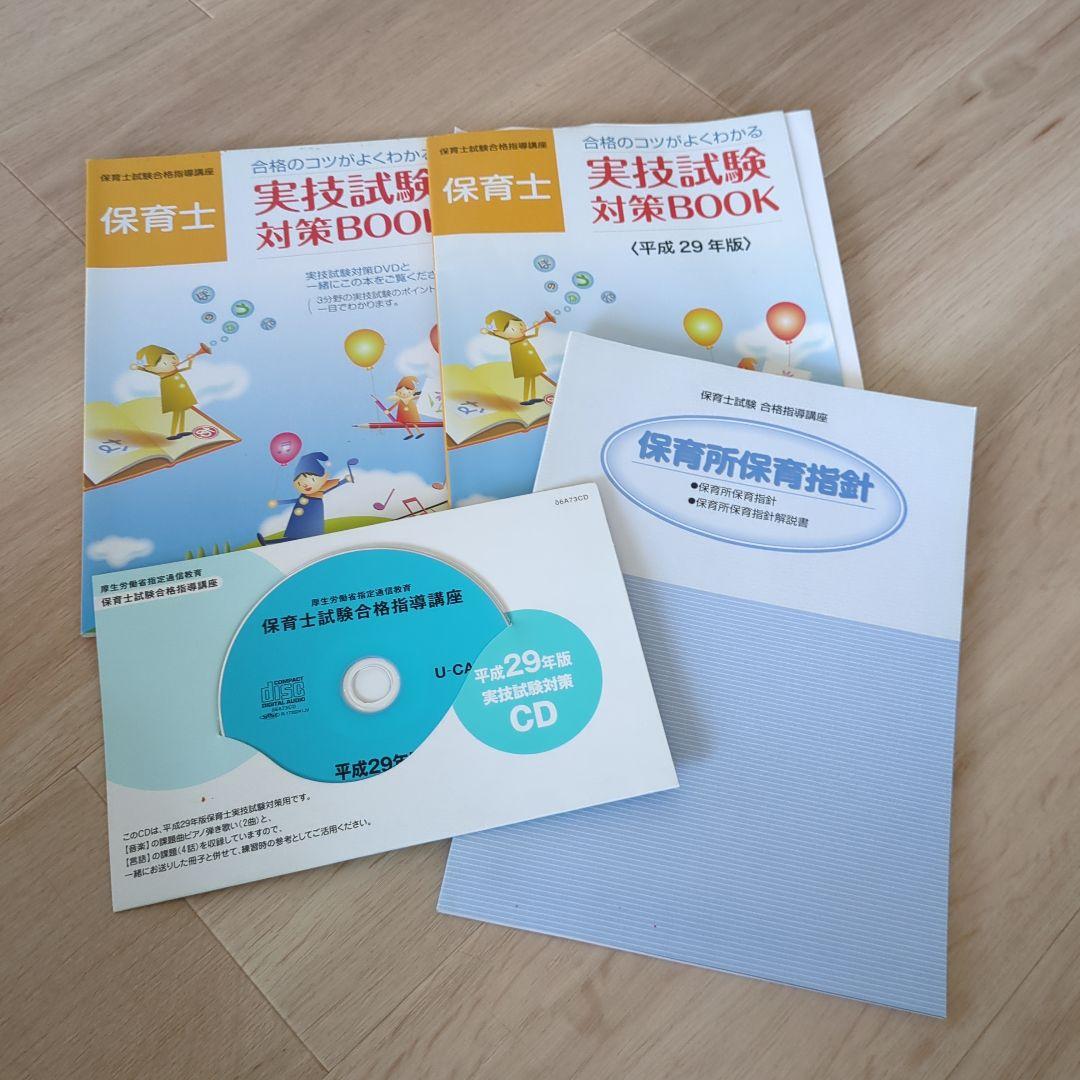 保育士試験合格指導講座
保育士
合格のコツがよくわかる
実技試験
対策BOOK
実技試験対策DVDと
一緒にこの本をご覧くださ
3分野の実技試験のポイント
一目でわかります。
保育士試験合格指導講座
保育士
合格のコツがよくわかる
実技試験
対策BOOK
〈平成29年版〉
保育士試験 合格指導講座
保育所保育指針
●保育所保育指針
●保育所保育指針解説書
06A73CD
厚生労働省指定通信教育
保育士試験合格指導講座
厚生労働省指定通信教育
保育士試験合格指導講座
U-CA
COMPACT
disc
DIGITAL AUDIO
06A73CD
平成29年
平成29年版
実技試験対策
CD
このCDは、平成29年版保育士実技試験対策用です。
【音楽】の課題曲ピアノ弾き歌い(2曲)と、
【言語】の課題(4話)を収録していますので、
一緒にお送りした冊子と併せて、練習時の参考としてご活用ください。